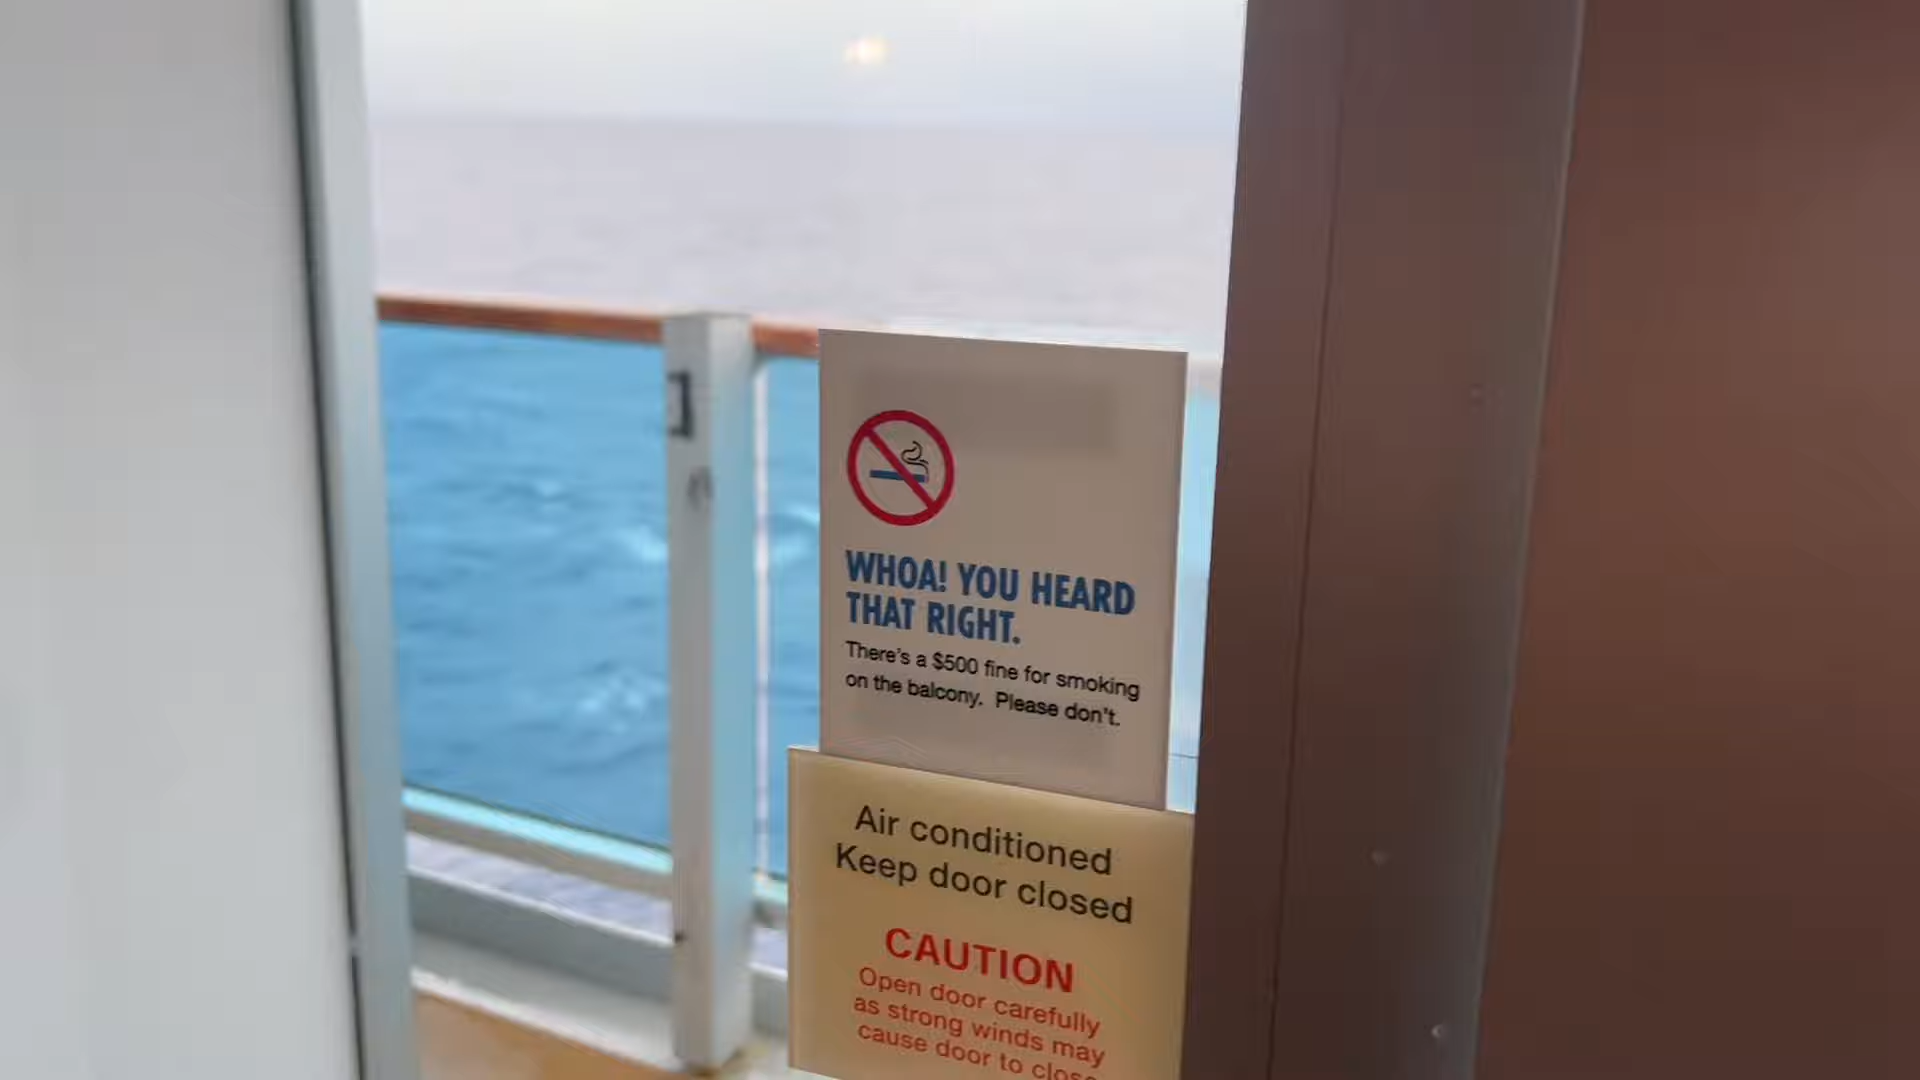 WHOA! YOU HEARD
THAT RIGHT.
There's a $500 fine for smoking
on the balcony. Please don't.
Air conditioned
Keep door closed
CAUTION
Open door carefully
as strong winds may
cause door to close